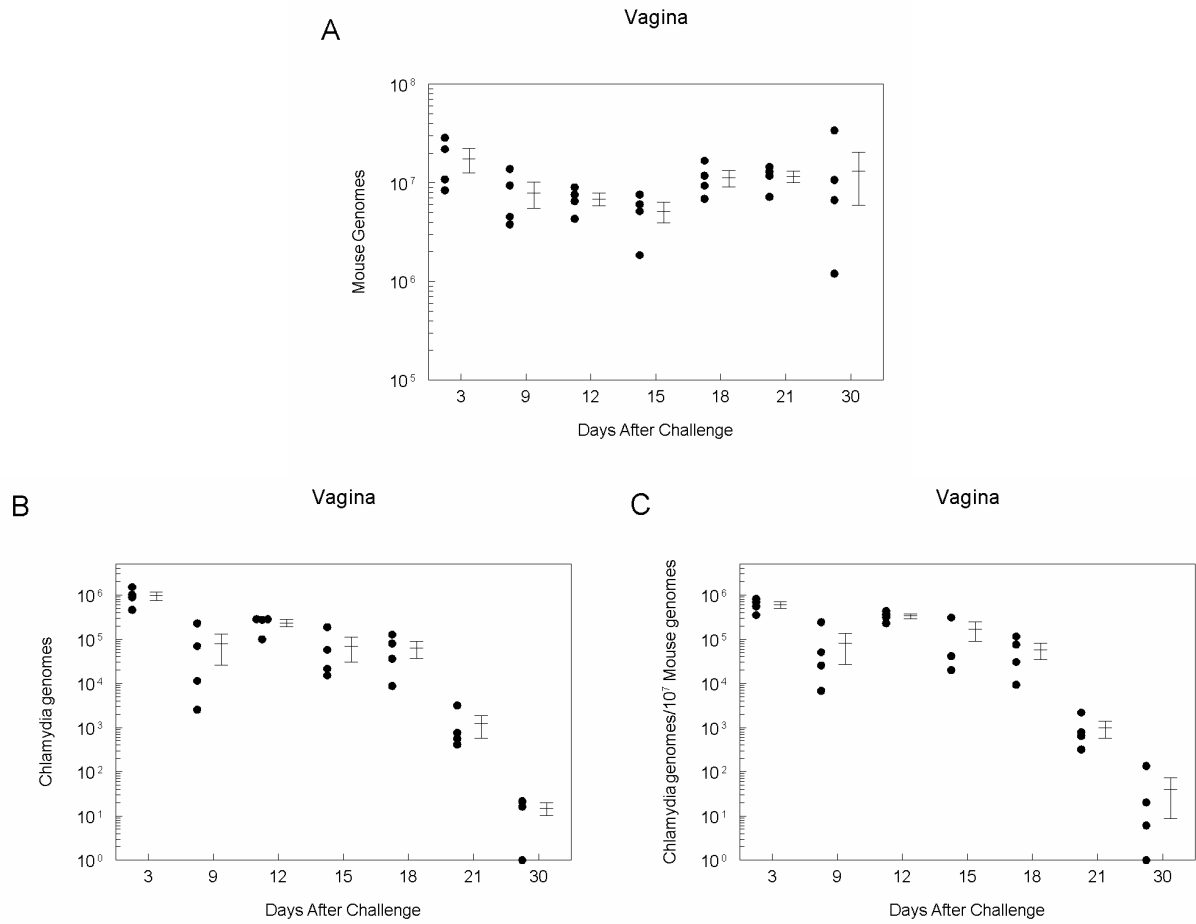 A
Vagina
Mouse Genomes
10⁸
10⁷
10⁶
10⁵
3 9 12 15 18 21 30
Days After Challenge
B
Vagina
Chlamydia genomes
10⁶
10⁵
10⁴
10³
10²
10¹
10⁰
3 9 12 15 18 21 30
Days After Challenge
C
Vagina
Chlamydia genomes/10⁷ Mouse genomes
10⁶
10⁵
10⁴
10³
10²
10¹
10⁰
3 9 12 15 18 21 30
Days After Challenge